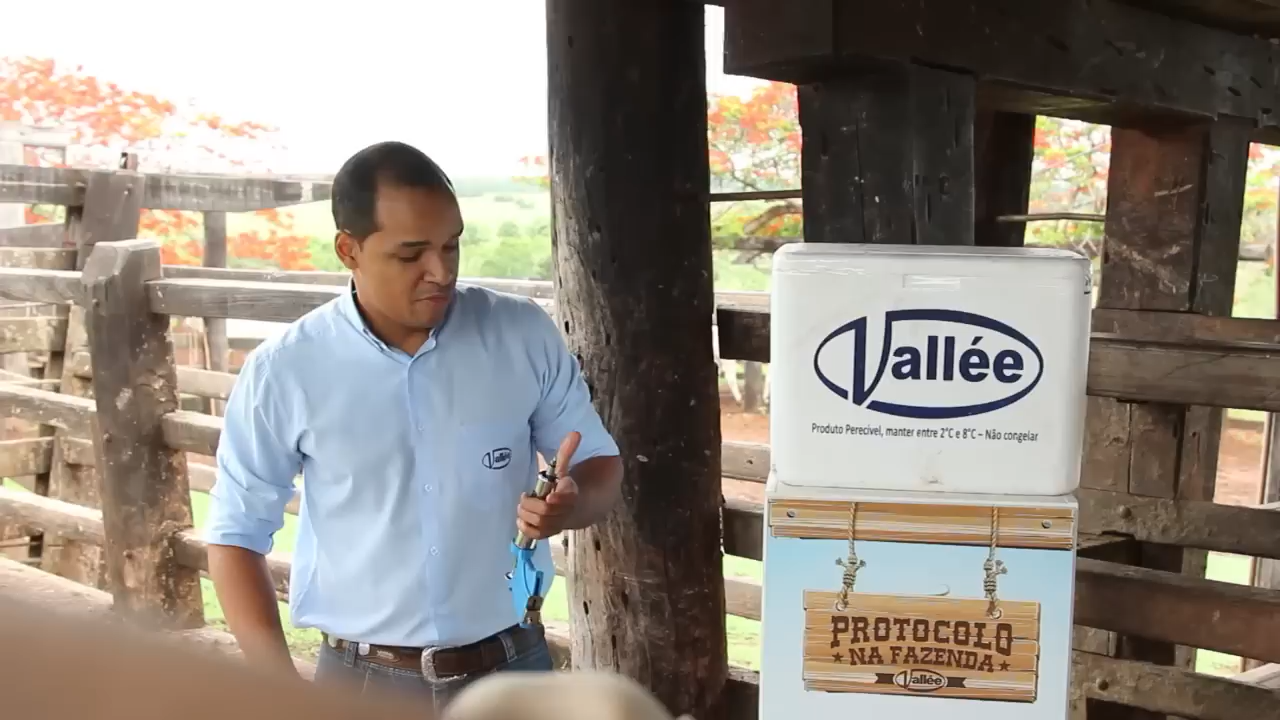 Vallée
Produto Perecível, manter entre 2°C e 8°C – Não congelar
Vallée
PROTOCOLO
NA FAZENDA
Vallée